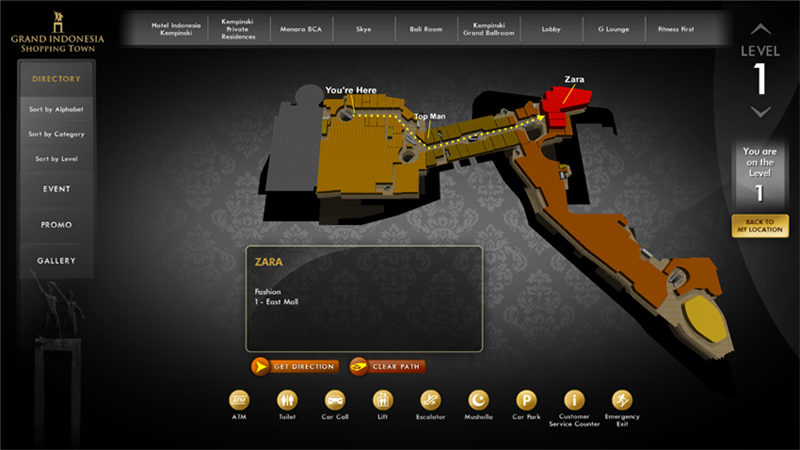 GRAND INDONESIA
SHOPPING TOWN
Hotel Indonesia
Kempinski
Kempinski
Private
Residences
Menara BCA
Skye
Bali Room
Kempinski
Grand Ballroom
Lobby
G Lounge
Fitness First
LEVEL
1
DIRECTORY
Sort by Alphabet
Sort by Category
Sort by Level
EVENT
PROMO
GALLERY
You're Here
Top Man
Zara
You are
on the
Level
1
BACK TO
MY LOCATION
ZARA
Fashion
1 - East Mall
GET DIRECTION
CLEAR PATH
ATM
ATM
Toilet
Car Call
Lift
Escalator
Musholla
P
Car Park
i
Customer
Service Counter
Emergency
Exit